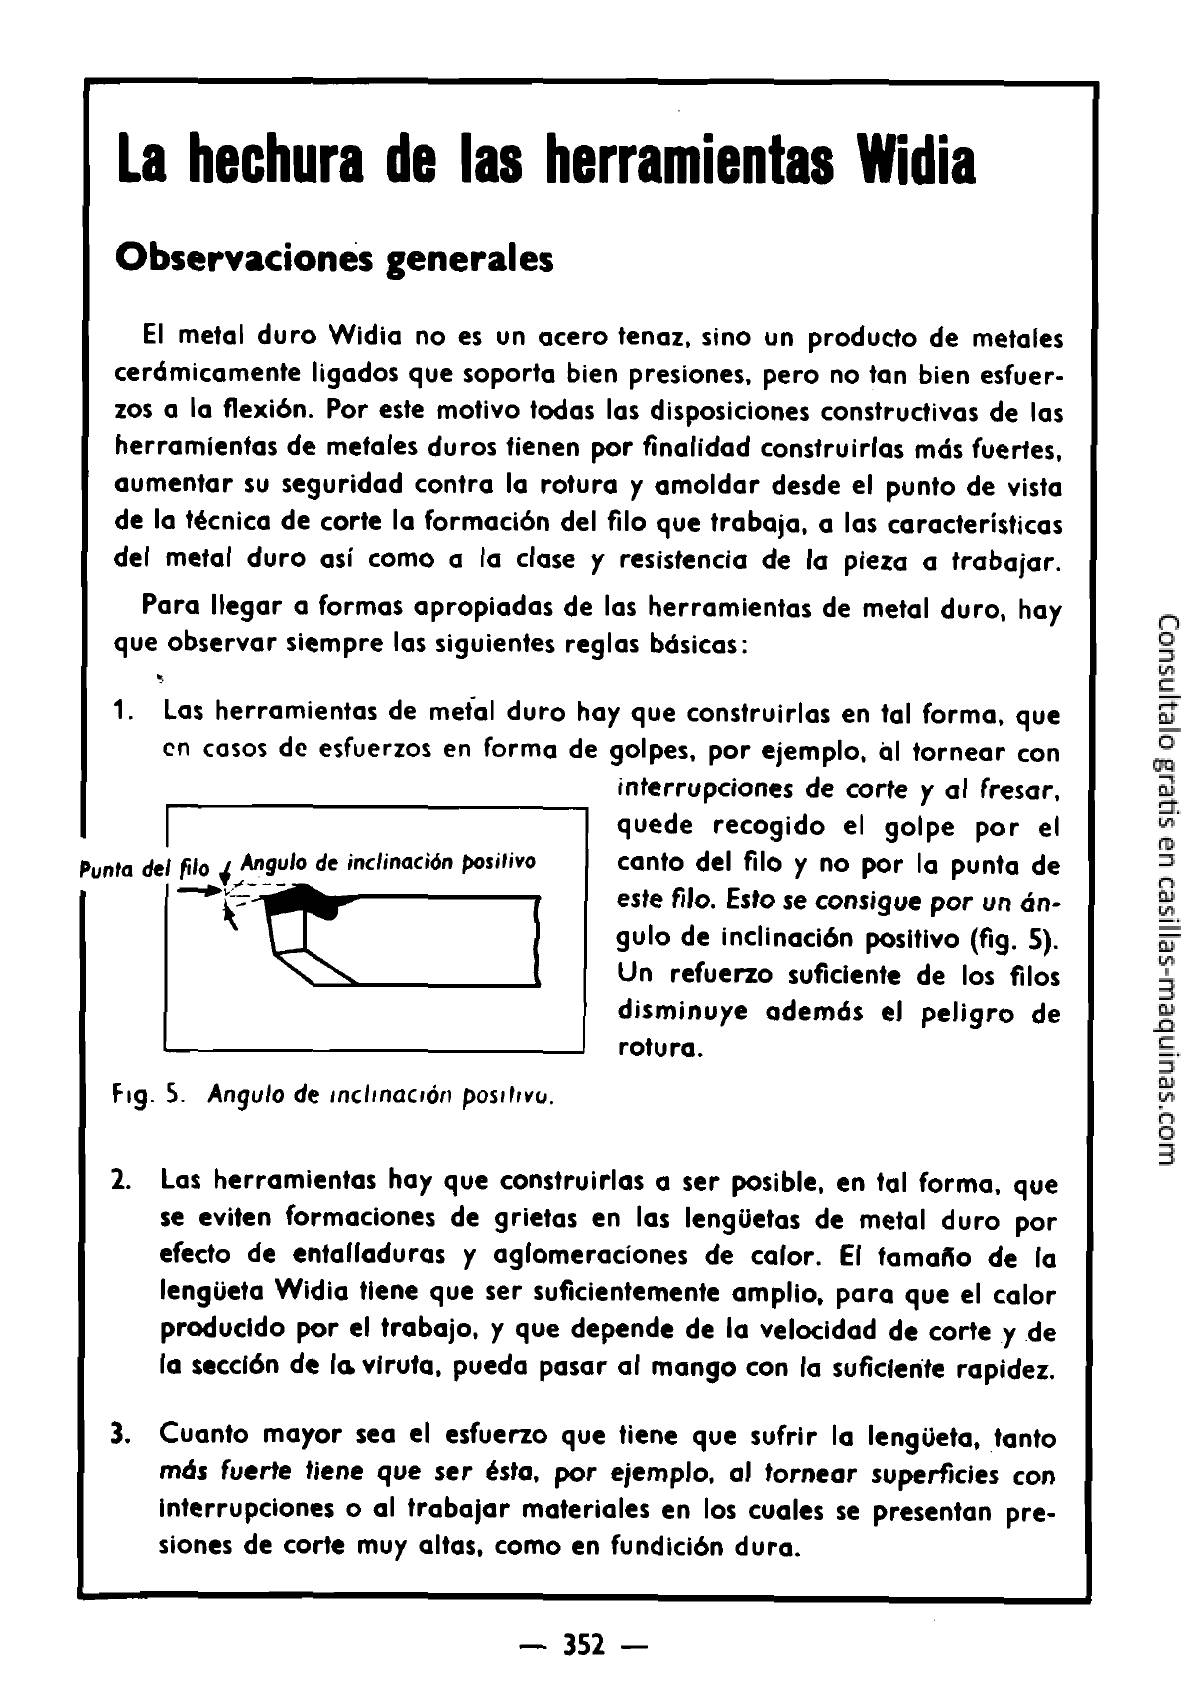 La hechura de las herramientas Widia
Observaciones generales
El metal duro Widia no es un acero tenaz, sino un producto de metales
cerámicamente ligados que soporta bien presiones, pero no tan bien esfuer-
zos a la flexión. Por este motivo todas las disposiciones constructivas de las
herramientas de metales duros tienen por finalidad construirlas más fuertes,
aumentar su seguridad contra la rotura y amoldar desde el punto de vista
de la técnica de corte la formación del filo que trabaja, a las características
del metal duro así como a la clase y resistencia de la pieza a trabajar.
Para llegar a formas apropiadas de las herramientas de metal duro, hay
que observar siempre las siguientes reglas básicas:
1. Las herramientas de metal duro hay que construirlas en tal forma, que
en casos de esfuerzos en forma de golpes, por ejemplo, al tornear con
interrupciones de corte y al fresar,
quede recogido el golpe por el
canto del filo y no por la punta de
este filo. Esto se consigue por un án-
gulo de inclinación positivo (fig. 5).
Un refuerzo suficiente de los filos
disminuye además el peligro de
rotura.
Punta del filo Angulo de inclinación positivo
Fig. 5. Angulo de inclinación positivo.
2. Las herramientas hay que construirlas a ser posible, en tal forma, que
se eviten formaciones de grietas en las lengüetas de metal duro por
efecto de entalladuras y aglomeraciones de calor. El tamaño de la
lengüeta Widia tiene que ser suficientemente amplio, para que el calor
producido por el trabajo, y que depende de la velocidad de corte y de
la sección de la viruta, pueda pasar al mango con la suficiente rapidez.
3. Cuanto mayor sea el esfuerzo que tiene que sufrir la lengüeta, tanto
más fuerte tiene que ser ésta, por ejemplo, al tornear superficies con
interrupciones o al trabajar materiales en los cuales se presentan pre-
siones de corte muy altas, como en fundición dura.
— 352 —
Consúltalo gratis en casillas-maquinas.com